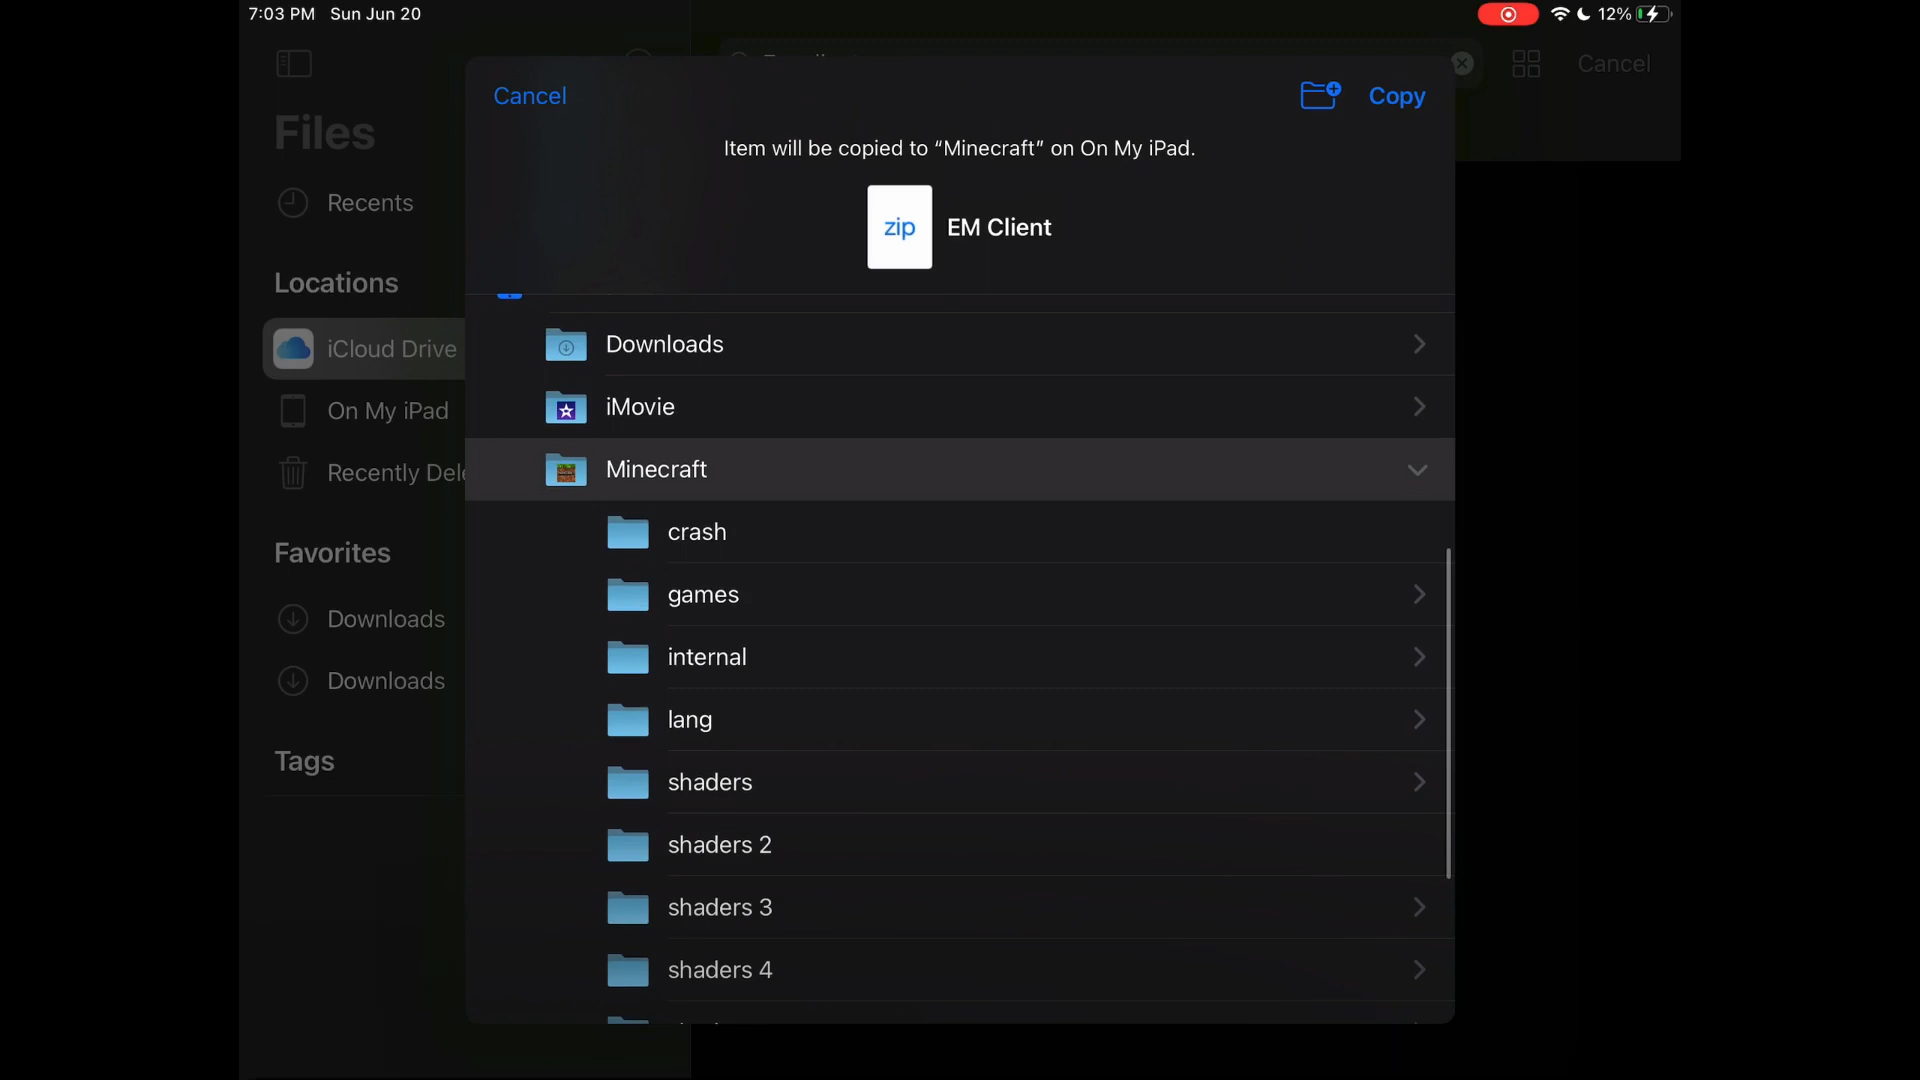 7:03 PM Sun Jun 20
12%
Cancel
Files
Recents
Locations
iCloud Drive
On My iPad
Recently Dele
Favorites
Downloads
Downloads
Tags
Cancel
Copy
Item will be copied to “Minecraft” on On My iPad.
zip
EM Client
Downloads
iMovie
Minecraft
crash
games
internal
lang
shaders
shaders 2
shaders 3
shaders 4